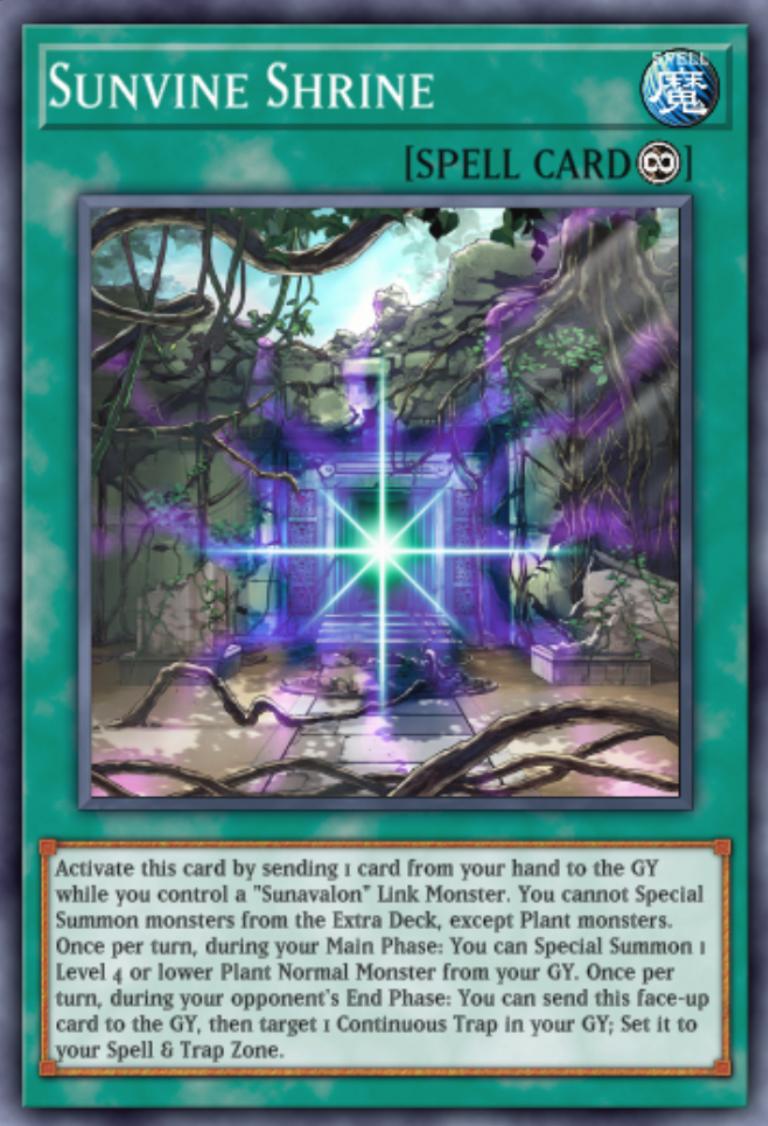 SUNVINE SHRINE
SPELL
魔
[SPELL CARD]
Activate this card by sending 1 card from your hand to the GY
while you control a "Sunavalon" Link Monster. You cannot Special
Summon monsters from the Extra Deck, except Plant monsters.
Once per turn, during your Main Phase: You can Special Summon 1
Level 4 or lower Plant Normal Monster from your GY. Once per
turn, during your opponent's End Phase: You can send this face-up
card to the GY, then target 1 Continuous Trap in your GY; Set it to
your Spell & Trap Zone.